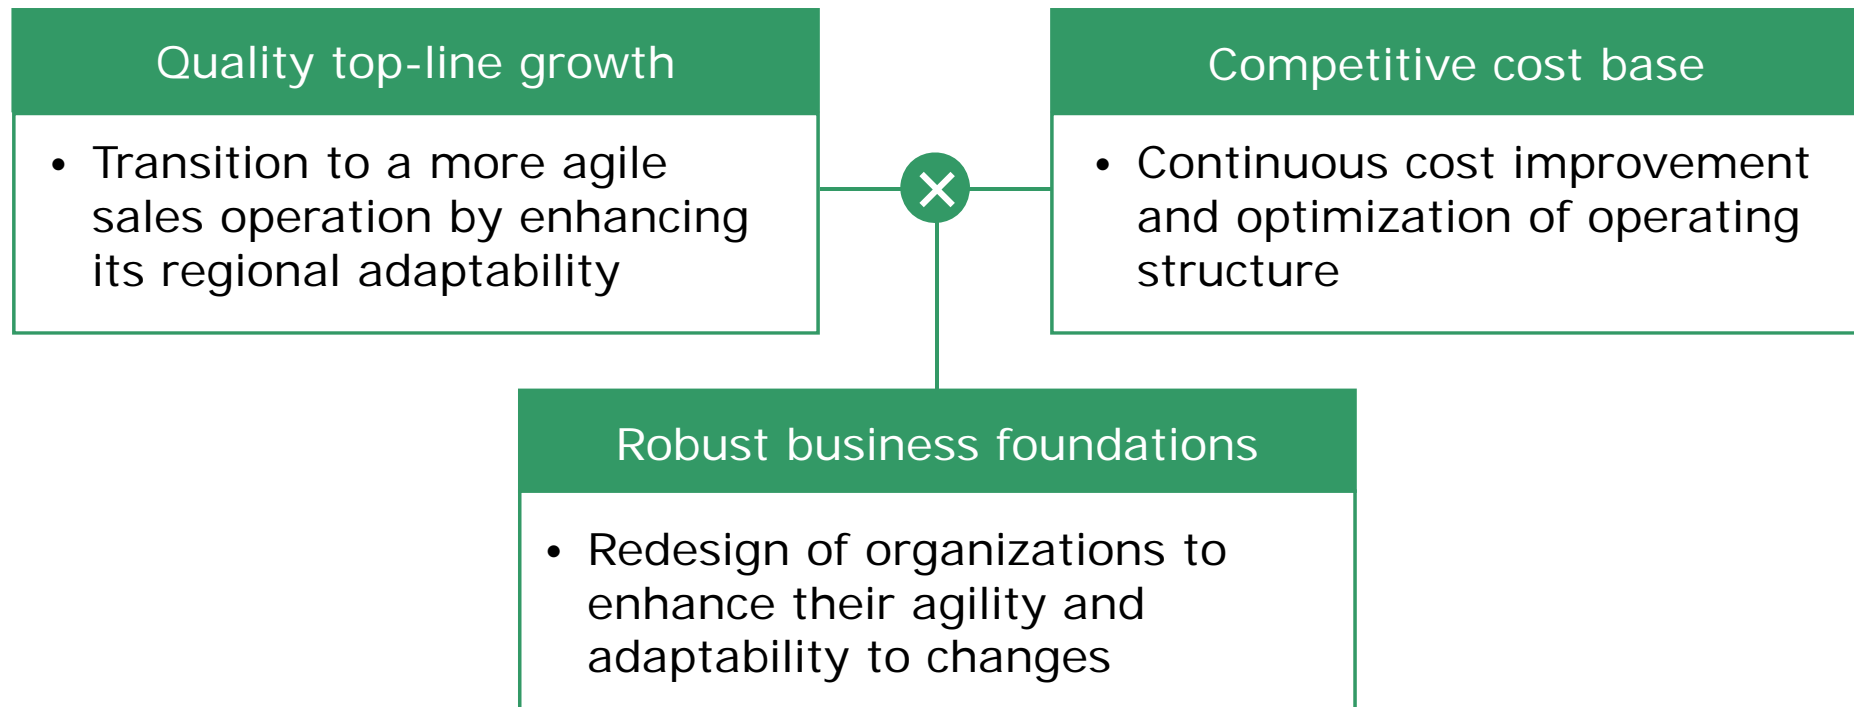 Quality top-line growth
• Transition to a more agile
sales operation by enhancing
its regional adaptability
Competitive cost base
• Continuous cost improvement
and optimization of operating
structure
Robust business foundations
• Redesign of organizations to
enhance their agility and
adaptability to changes